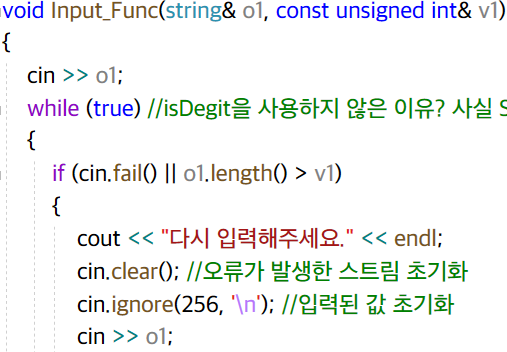 void Input_Func(string& o1, const unsigned int& v1)
{
cin >> o1;
while (true) //isDegit을 사용하지 않은 이유? 사실 S
{
if (cin.fail() || o1.length() > v1)
{
cout << "다시 입력해주세요." << endl;
cin.clear(); //오류가 발생한 스트림 초기화
cin.ignore(256, '\n'); //입력된 값 초기화
cin >> o1;